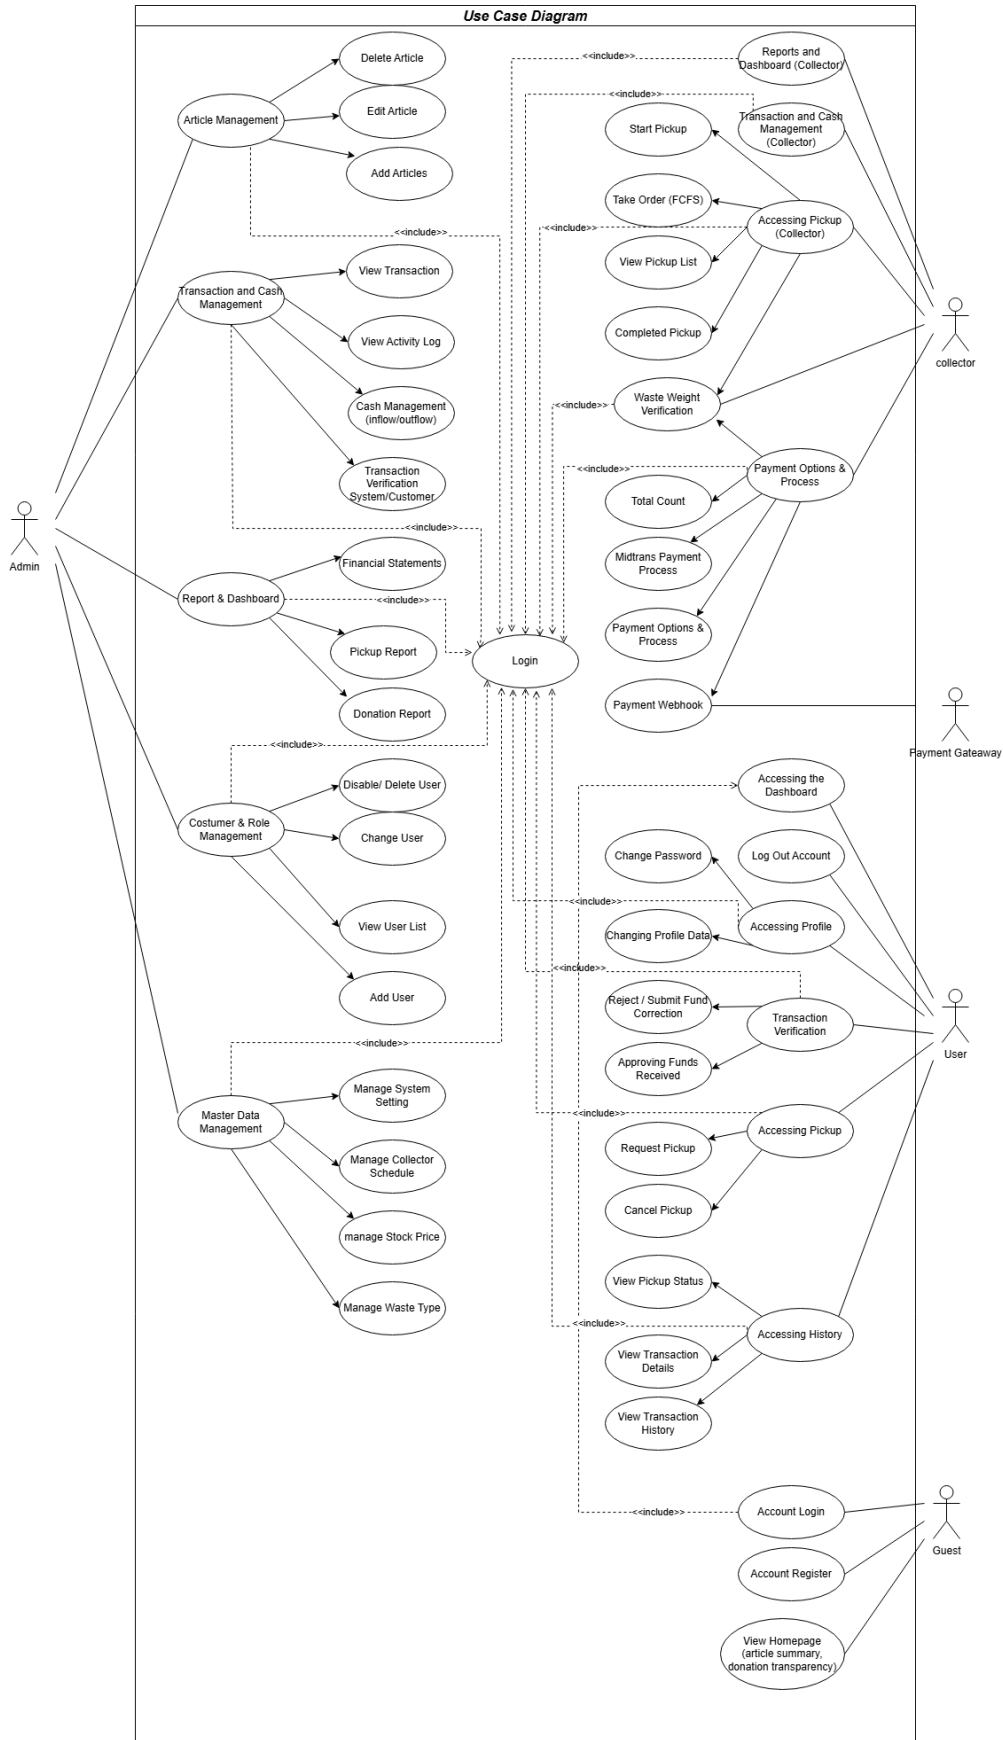 Use Case Diagram
Delete Article
Edit Article
Article Management
Add Articles
<<include>>
View Transaction
Transaction and Cash
Management
View Activity Log
Cash Management
(inflow/outflow)
Transaction
Verification
System/Customer
<<include>>
Admin
Financial Statements
Report & Dashboard
<<include>>
Pickup Report
Donation Report
<<include>>
Disable/ Delete User
Costumer & Role
Management
Change User
View User List
Add User
<<include>>
Manage System
Setting
Master Data
Management
Manage Collector
Schedule
manage Stock Price
Manage Waste Type
Login
<<include>>
Reports and
Dashboard (Collector)
<<include>>
Transaction and Cash
Management
(Collector)
Start Pickup
Take Order (FCFS)
<<include>>
Accessing Pickup
(Collector)
View Pickup List
Completed Pickup
collector
<<include>>
Waste Weight
Verification
<<include>>
Payment Options &
Process
Total Count
Midtrans Payment
Process
Payment Options &
Process
Payment Webhook
Payment Gateaway
Accessing the
Dashboard
Change Password
Log Out Account
<<include>>
Accessing Profile
Changing Profile Data
<<include>>
Reject / Submit Fund
Correction
Transaction
Verification
User
Approving Funds
Received
<<include>>
Accessing Pickup
Request Pickup
Cancel Pickup
View Pickup Status
<<include>>
Accessing History
View Transaction
Details
View Transaction
History
<<include>>
Account Login
Guest
Account Register
View Homepage
(article summary,
donation transparency)